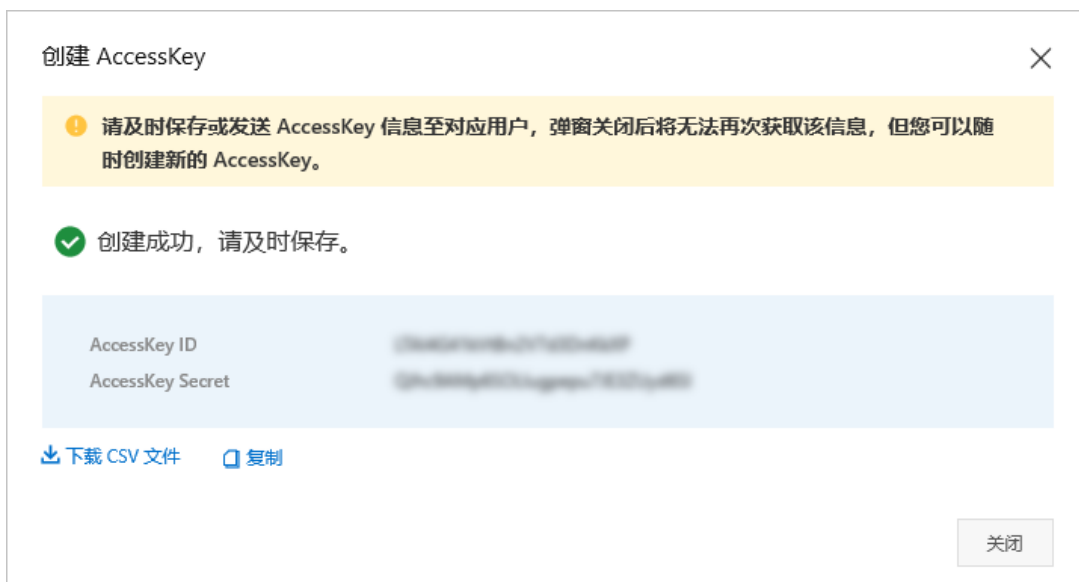 创建 AccessKey
请及时保存或发送 AccessKey 信息至对应用户，弹窗关闭后将无法再次获取该信息，但您可以随
时创建新的 AccessKey。
创建成功，请及时保存。
AccessKey ID
AccessKey Secret
下载 CSV 文件 复制
关闭